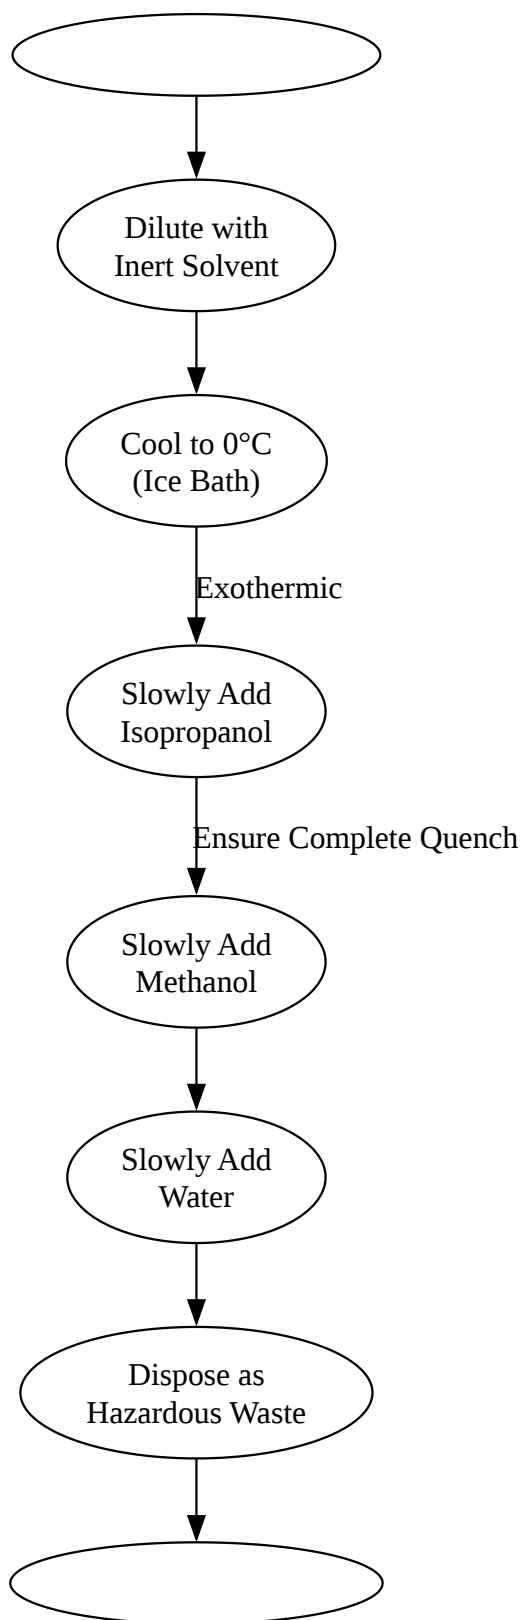 Dilute with
Inert Solvent
Cool to 0°C
(Ice Bath)
Exothermic
Slowly Add
Isopropanol
Ensure Complete Quench
Slowly Add
Methanol
Slowly Add
Water
Dispose as
Hazardous Waste